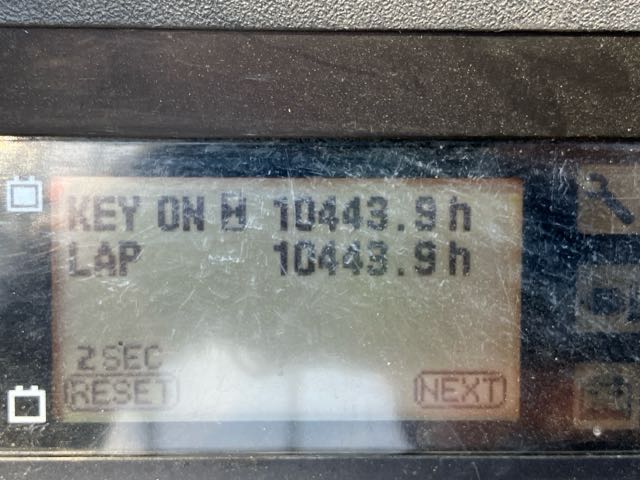 KEY ON H 10443.9h
LAP 10443.9h
2 SEC
RESET NEXT